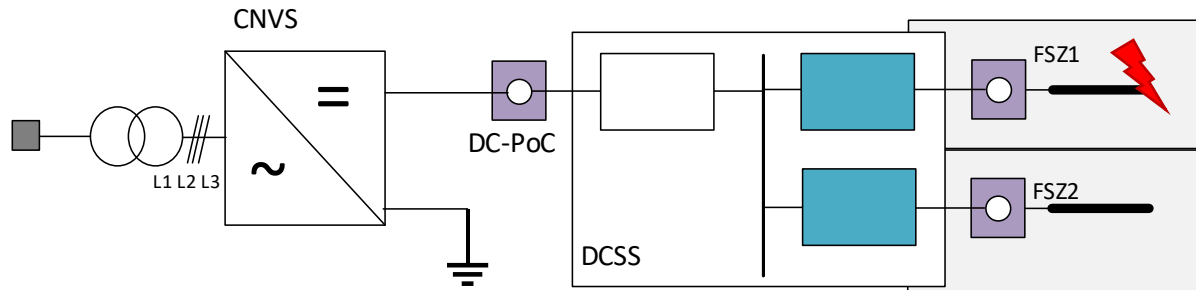 CNVS
=
~
L1 L2 L3
DC-PoC
DCSS
FSZ1
FSZ2